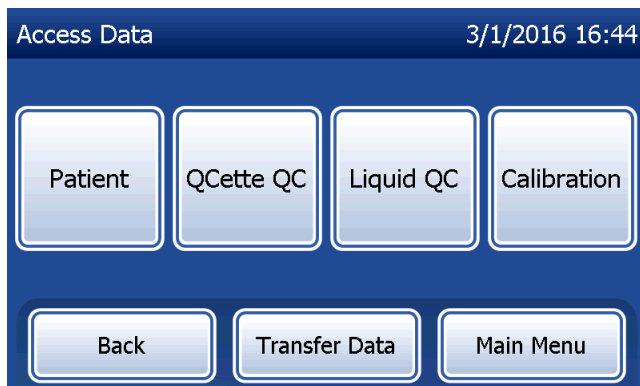 Access Data 3/1/2016 16:44
Patient QCette QC Liquid QC Calibration
Back Transfer Data Main Menu